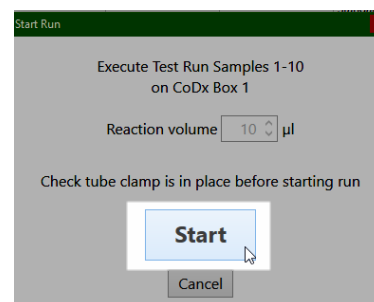 Start Run
Execute Test Run Samples 1-10
on CoDx Box 1
Reaction volume 10 µl
Check tube clamp is in place before starting run
Start
Cancel